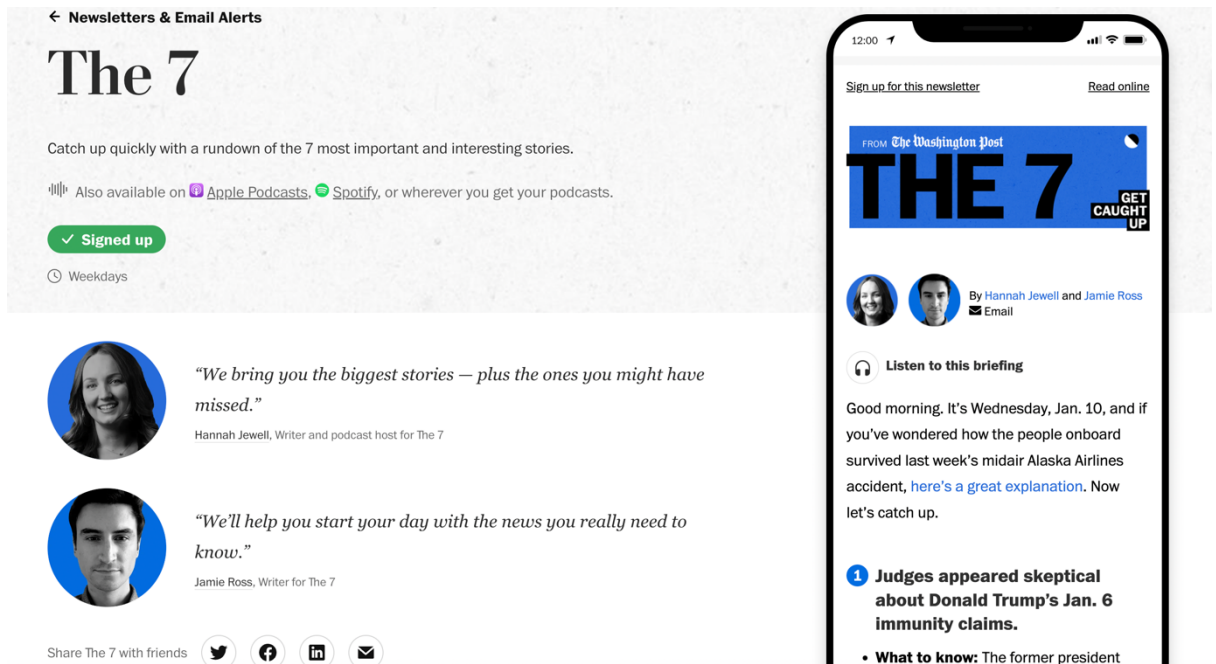 ← Newsletters & Email Alerts
The 7
Catch up quickly with a rundown of the 7 most important and interesting stories.
Also available on Apple Podcasts, Spotify, or wherever you get your podcasts.
✓ Signed up
Weekdays
“We bring you the biggest stories — plus the ones you might have
missed.”
Hannah Jewell, Writer and podcast host for The 7
“We’ll help you start your day with the news you really need to
know.”
Jamie Ross, Writer for The 7
Share The 7 with friends
12:00
Sign up for this newsletter
Read online
FROM The Washington Post
THE 7
GET
CAUGHT
UP
By Hannah Jewell and Jamie Ross
Email
Listen to this briefing
Good morning. It’s Wednesday, Jan. 10, and if
you’ve wondered how the people onboard
survived last week’s midair Alaska Airlines
accident, here’s a great explanation. Now
let’s catch up.
1 Judges appeared skeptical
about Donald Trump’s Jan. 6
immunity claims.
• What to know: The former president